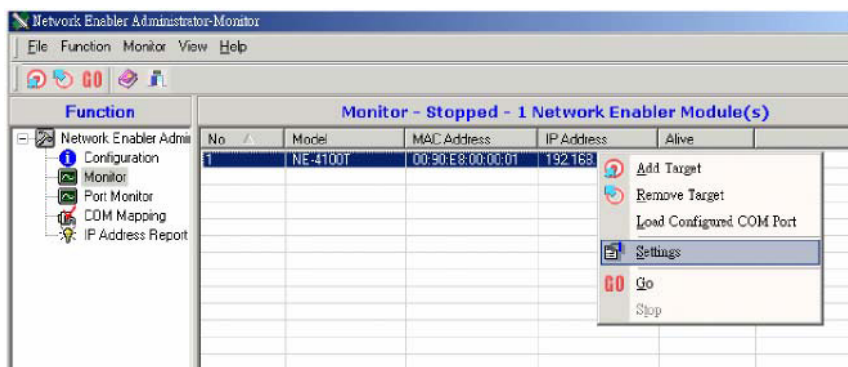 Network Enabler Administrator-Monitor
File Function Monitor View Help
GO
Function
Monitor - Stopped - 1 Network Enabler Module(s)
Network Enabler Admi
Configuration
Monitor
Port Monitor
COM Mapping
IP Address Report
No Model MAC Address IP Address Alive
1 NE-4100T 00:90:E8:00:00:01 192.168.
Add Target
Remove Target
Load Configured COM Port
Settings
GO Go
Stop